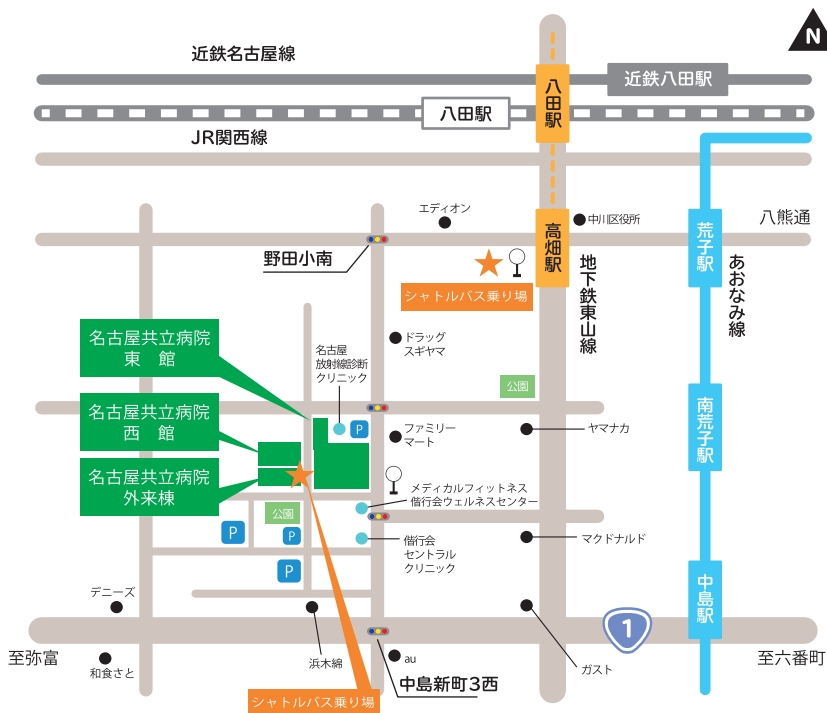 N
近鉄名古屋線
近鉄八田駅
八田駅
八田駅
JR関西線
エディオン
中川区役所
八熊通
高畑駅
荒子駅
野田小南
地下鉄東山線
あおなみ線
シャトルバス乗り場
名古屋共立病院
東 館
名古屋
放射線診断
クリニック
ドラッグ
スギヤマ
公園
南荒子駅
名古屋共立病院
西 館
P
ファミリー
マート
ヤマナカ
名古屋共立病院
外来棟
メディカルフィットネス
偕行会ウェルネスセンター
公園
P
P
偕行会
セントラル
クリニック
マクドナルド
P
中島駅
デニーズ
1
至弥富
和食さと
浜木綿
au
中島新町3西
ガスト
至六番町
シャトルバス乗り場